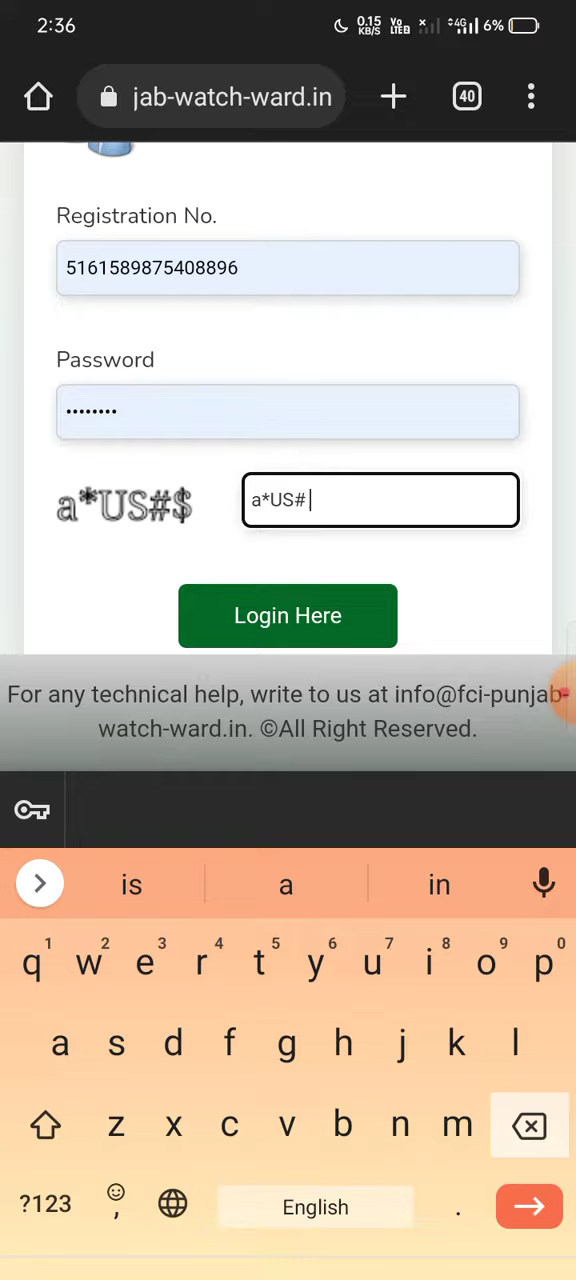 2:36 0.15 KB/S Vo LTE2 x 4G 6%
jab-watch-ward.in 40
Registration No.
5161589875408896
Password
••••••••
a*US#$ a*US#
Login Here
For any technical help, write to us at info@fci-punjab-
watch-ward.in. ©All Right Reserved.
is a in
1 2 3 4 5 6 7 8 9 0
q w e r t y u i o p
a s d f g h j k l
z x c v b n m
?123 , English .